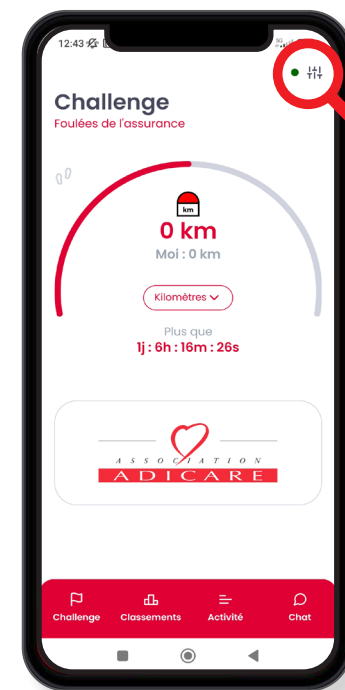 12:43
5G
Challenge
Foulées de l'assurance
km
0 km
Moi : 0 km
Kilomètres
Plus que
1j : 6h : 16m : 26s
ASSOCIATION
ADICARE
Challenge
Classements
Activité
Chat